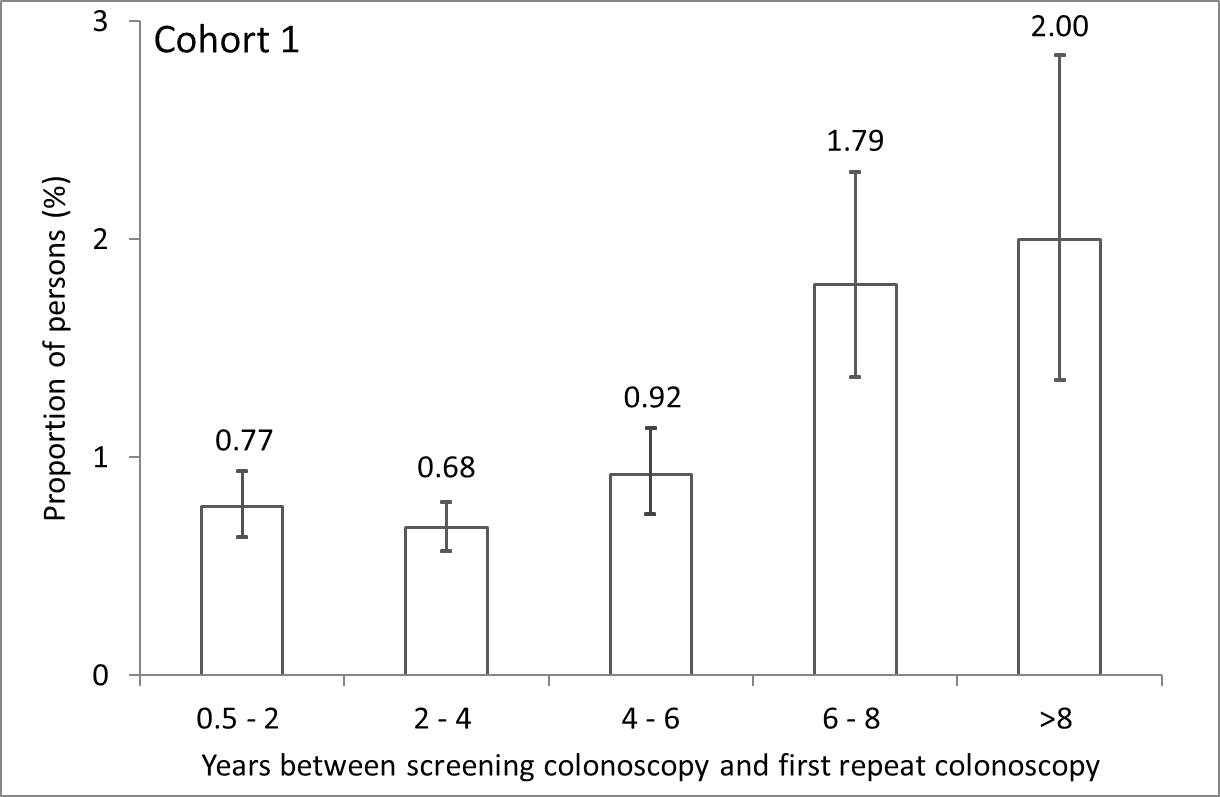 Cohort 1
Proportion of persons (%)
3
2
1
0
0.77
0.68
0.92
1.79
2.00
0.5 - 2
2 - 4
4 - 6
6 - 8
>8
Years between screening colonoscopy and first repeat colonoscopy